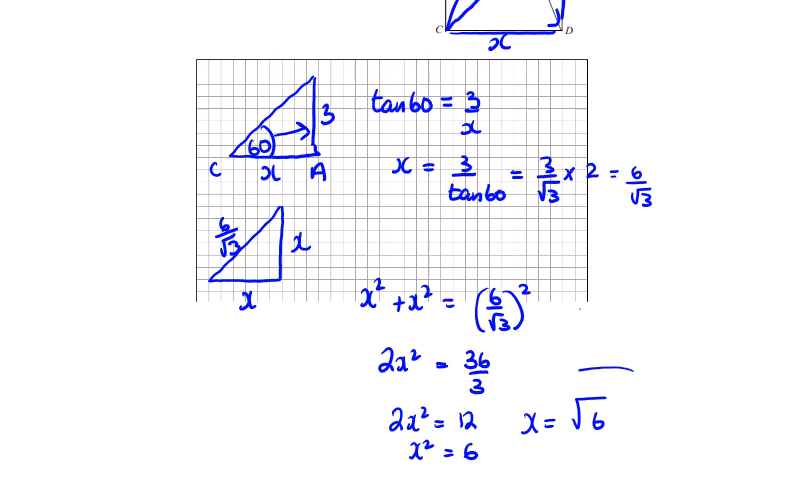 C D
x
tan60 = 3/x
60 3
C x A
x = 3/tan60 = 3/√3 × 2 = 6/√3
6/√3 x
x
x² + x² = (6/√3)²
2x² = 36/3
2x² = 12 x = √6
x² = 6